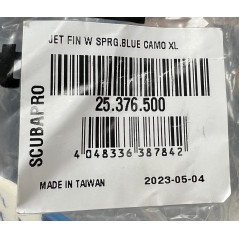 JET FIN W SPRG.BLUE CAMO XL
SCUBAPRO
25.376.500
4 048336 387842
MADE IN TAIWAN 2023-05-04